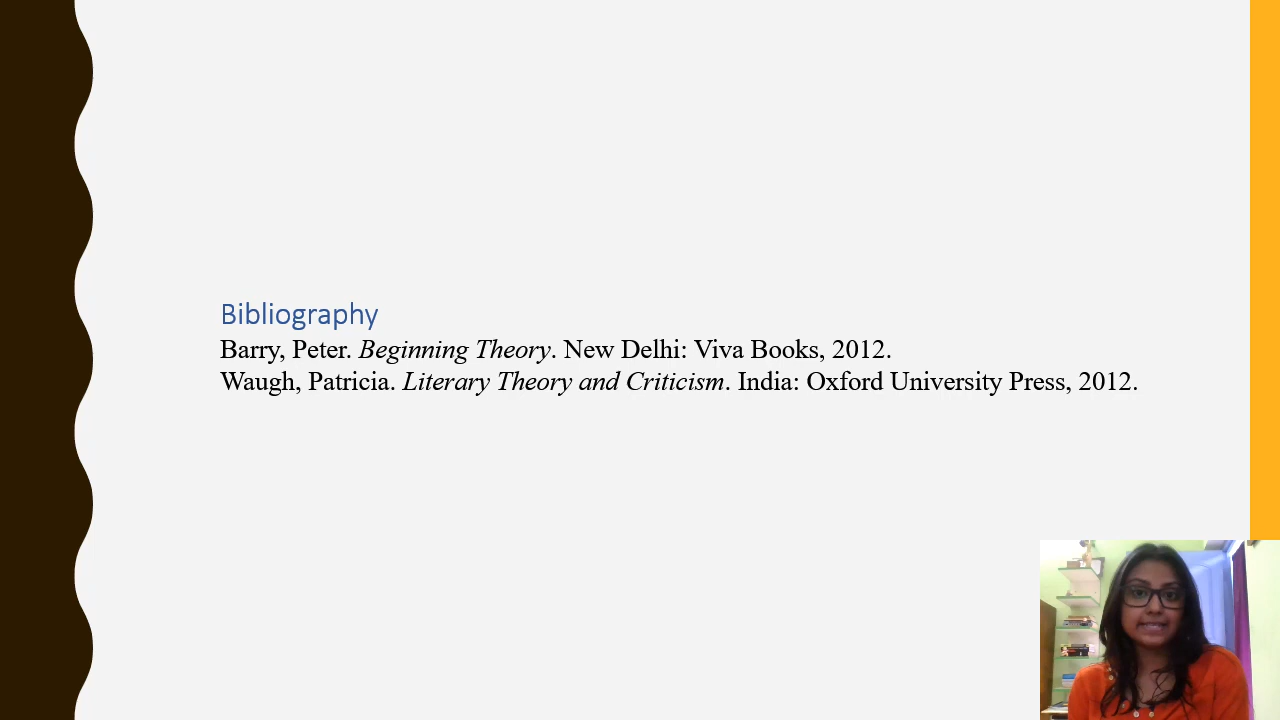 Bibliography
Barry, Peter. Beginning Theory. New Delhi: Viva Books, 2012.
Waugh, Patricia. Literary Theory and Criticism. India: Oxford University Press, 2012.